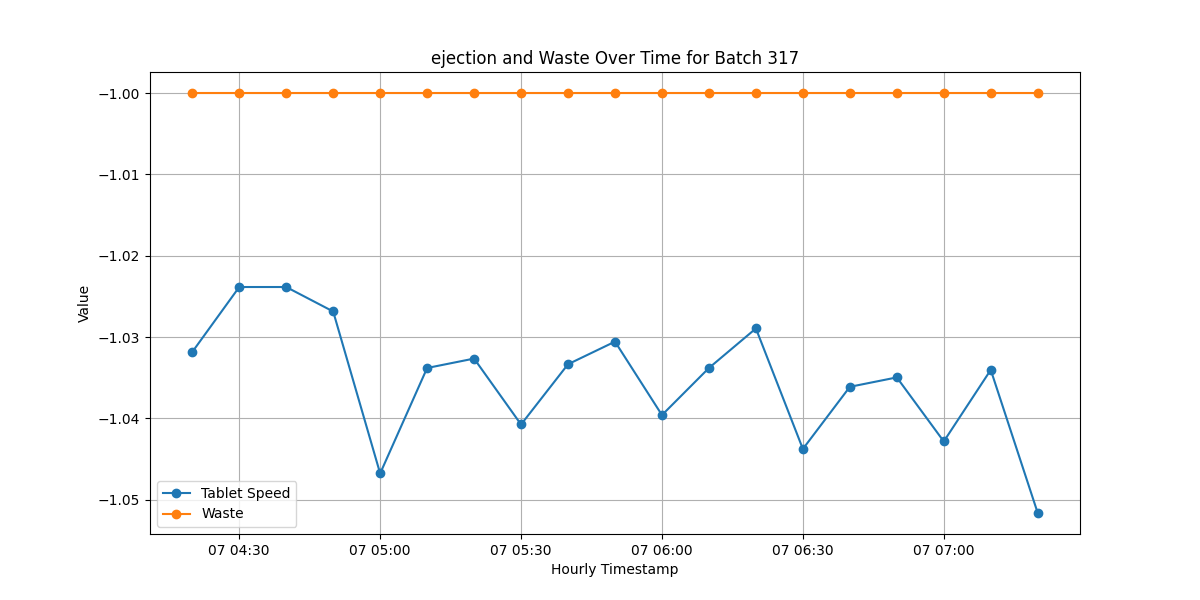 ejection and Waste Over Time for Batch 317
−1.00
−1.01
−1.02
−1.03
−1.04
−1.05
Value
Tablet Speed
Waste
07 04:30 07 05:00 07 05:30 07 06:00 07 06:30 07 07:00
Hourly Timestamp